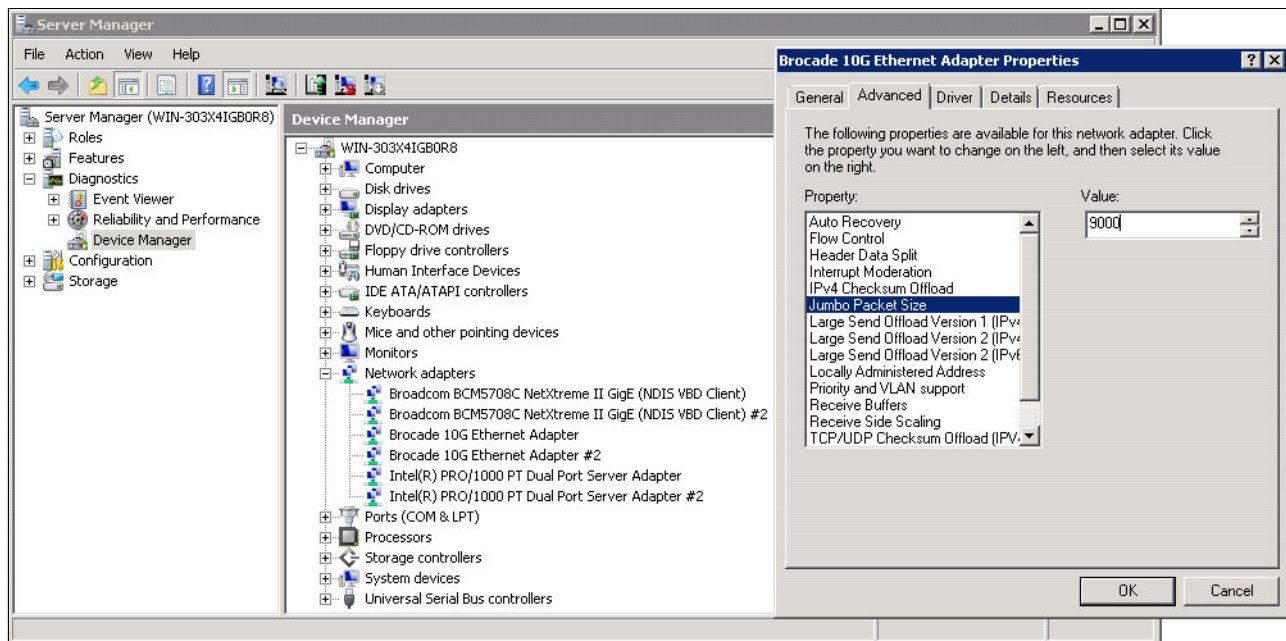 Server Manager
File Action View Help
Server Manager (WIN-303X4IGB0R8)
Roles
Features
Diagnostics
Event Viewer
Reliability and Performance
Device Manager
Configuration
Storage
Device Manager
WIN-303X4IGB0R8
Computer
Disk drives
Display adapters
DVD/CD-ROM drives
Floppy drive controllers
Human Interface Devices
IDE ATA/ATAPI controllers
Keyboards
Mice and other pointing devices
Monitors
Network adapters
Broadcom BCM5708C NetXtreme II GigE (NDIS VBD Client)
Broadcom BCM5708C NetXtreme II GigE (NDIS VBD Client) #2
Brocade 10G Ethernet Adapter
Brocade 10G Ethernet Adapter #2
Intel(R) PRO/1000 PT Dual Port Server Adapter
Intel(R) PRO/1000 PT Dual Port Server Adapter #2
Ports (COM & LPT)
Processors
Storage controllers
System devices
Universal Serial Bus controllers
Brocade 10G Ethernet Adapter Properties
General Advanced Driver Details Resources
The following properties are available for this network adapter. Click
the property you want to change on the left, and then select its value
on the right.
Property: Value:
Auto Recovery 9000
Flow Control
Header Data Split
Interrupt Moderation
IPv4 Checksum Offload
Jumbo Packet Size
Large Send Offload Version 1 (IPv4
Large Send Offload Version 2 (IPv4
Large Send Offload Version 2 (IPv6
Locally Administered Address
Priority and VLAN support
Receive Buffers
Receive Side Scaling
TCP/UDP Checksum Offload (IPV4
OK Cancel